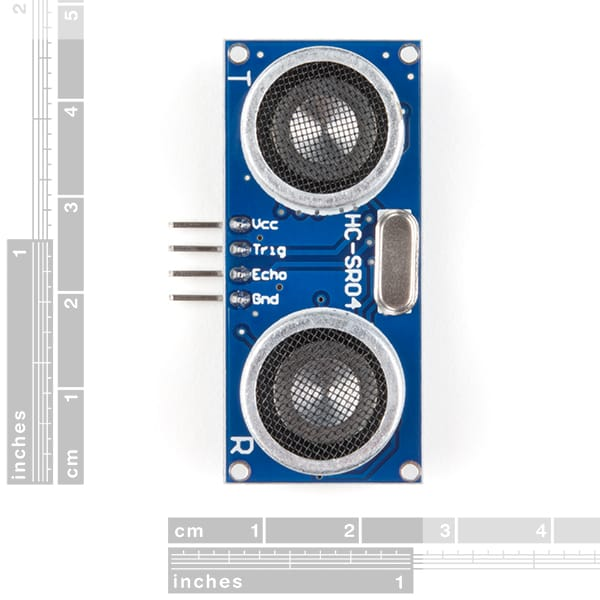 2
5
4
3
2
1
cm
1
inches
T
Vcc
Trig
Echo
Gnd
HC-SR04
R
cm 1 2 3 4
inches 1